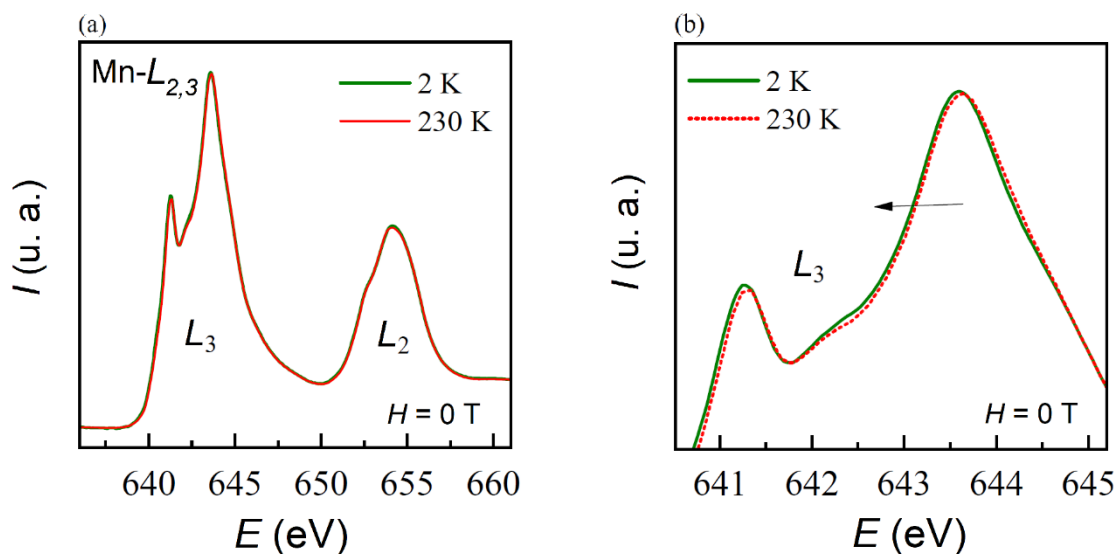 (a)
Mn-L2,3
2 K
230 K
L3
L2
H = 0 T
I (u. a.)
640 645 650 655 660
E (eV)
(b)
2 K
230 K
L3
H = 0 T
I (u. a.)
641 642 643 644 645
E (eV)